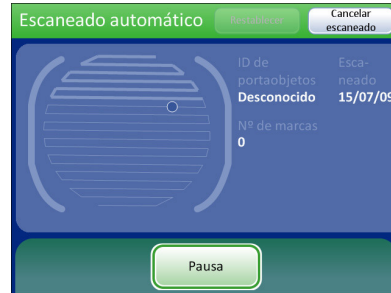 Escaneado automático
Restablecer
Cancelar
escaneado
ID de
portaobjetos
Desconocido
Esca-
neado
15/07/09
Nº de marcas
0
Pausa